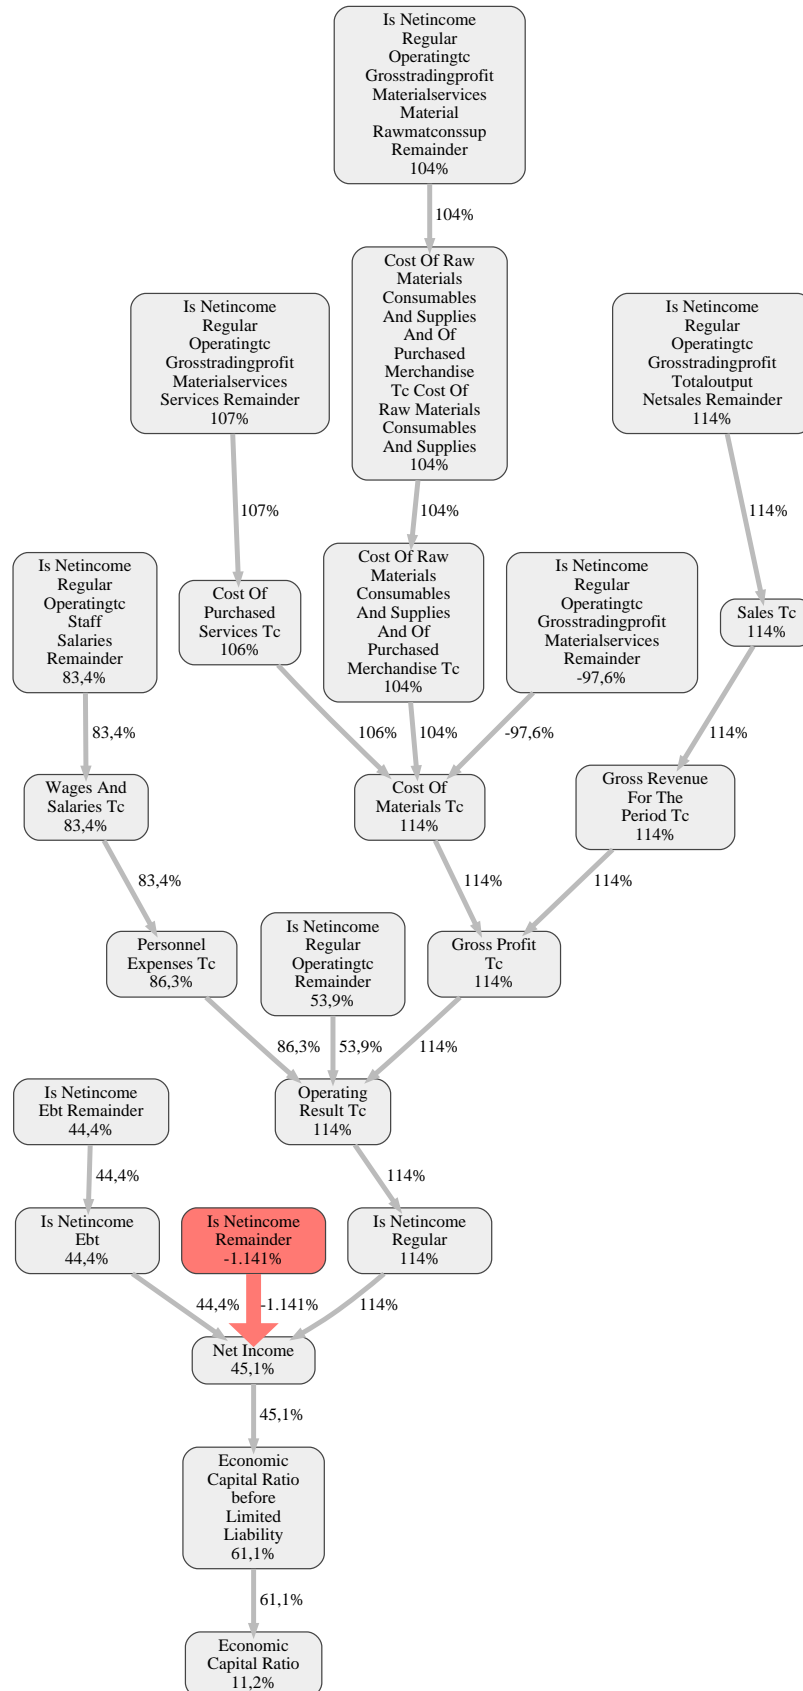 Is Netincome
Regular
Operatingtc
Grosstradingprofit
Materialservices
Material
Rawmatconssup
Remainder
104%
104%
Cost Of Raw
Materials
Consumables
And Supplies
And Of
Purchased
Merchandise
Tc Cost Of
Raw Materials
Consumables
And Supplies
104%
Is Netincome
Regular
Operatingtc
Grosstradingprofit
Materialservices
Services Remainder
107%
Is Netincome
Regular
Operatingtc
Grosstradingprofit
Totaloutput
Netsales Remainder
114%
107%
104%
114%
Is Netincome
Regular
Operatingtc
Staff
Salaries
Remainder
83,4%
Cost Of
Purchased
Services Tc
106%
Cost Of Raw
Materials
Consumables
And Supplies
And Of
Purchased
Merchandise Tc
104%
Is Netincome
Regular
Operatingtc
Grosstradingprofit
Materialservices
Remainder
-97,6%
Sales Tc
114%
83,4%
106%
104%
-97,6%
114%
Wages And
Salaries Tc
83,4%
Cost Of
Materials Tc
114%
Gross Revenue
For The
Period Tc
114%
83,4%
114%
114%
Personnel
Expenses Tc
86,3%
Is Netincome
Regular
Operatingtc
Remainder
53,9%
Gross Profit
Tc
114%
86,3%
53,9%
114%
Is Netincome
Ebt Remainder
44,4%
Operating
Result Tc
114%
44,4%
114%
Is Netincome
Ebt
44,4%
Is Netincome
Remainder
-1.141%
Is Netincome
Regular
114%
44,4%
-1.141%
114%
Net Income
45,1%
45,1%
Economic
Capital Ratio
before
Limited
Liability
61,1%
61,1%
Economic
Capital Ratio
11,2%